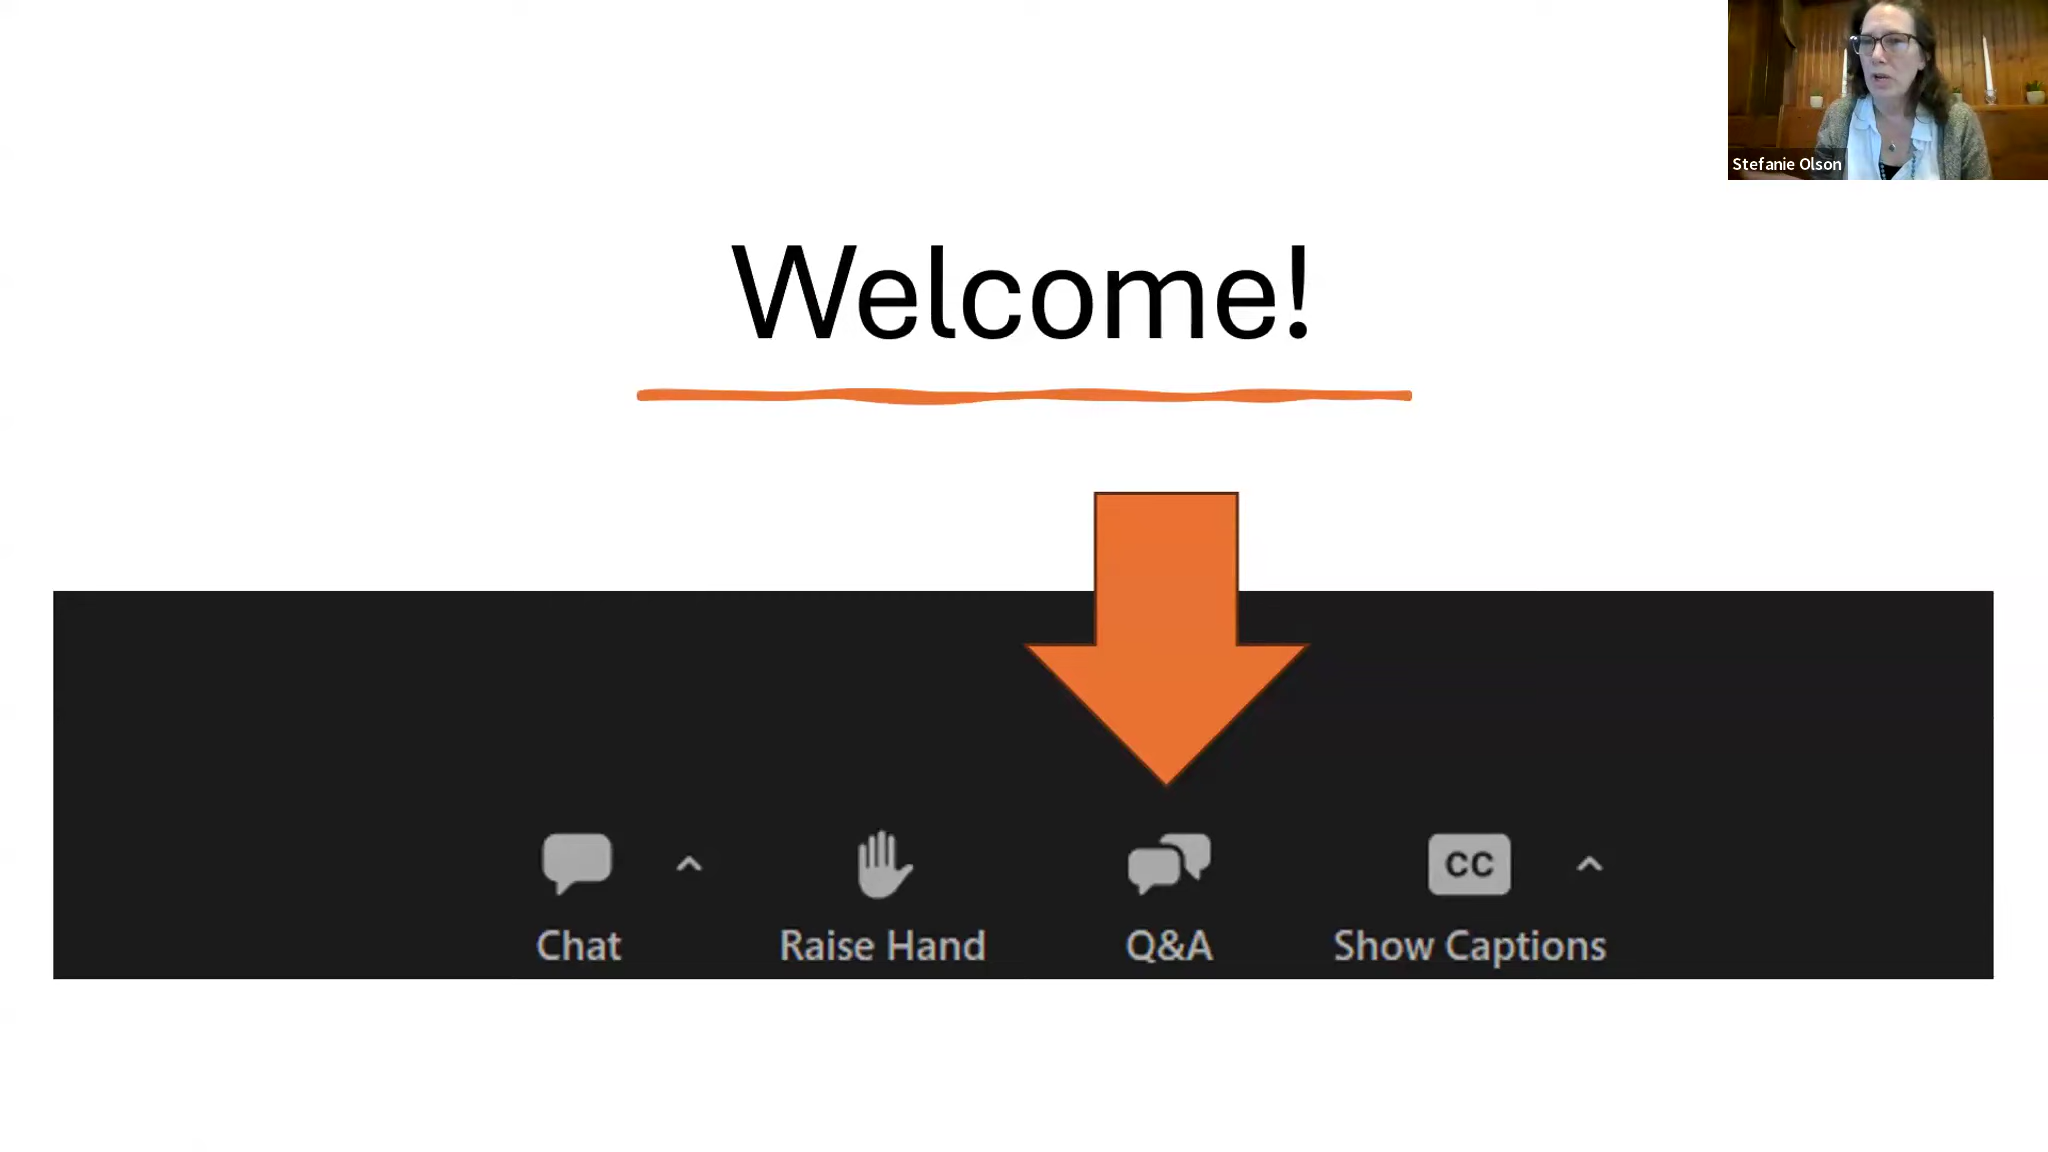 Stefanie Olson
Welcome!
CC
Chat
Raise Hand
Q&A
Show Captions